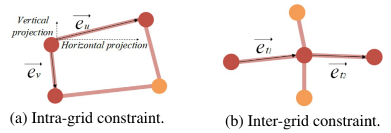 Vertical
projection
e_u
Horizontal projection
e_v
e_t1
e_t2
(a) Intra-grid constraint.
(b) Inter-grid constraint.